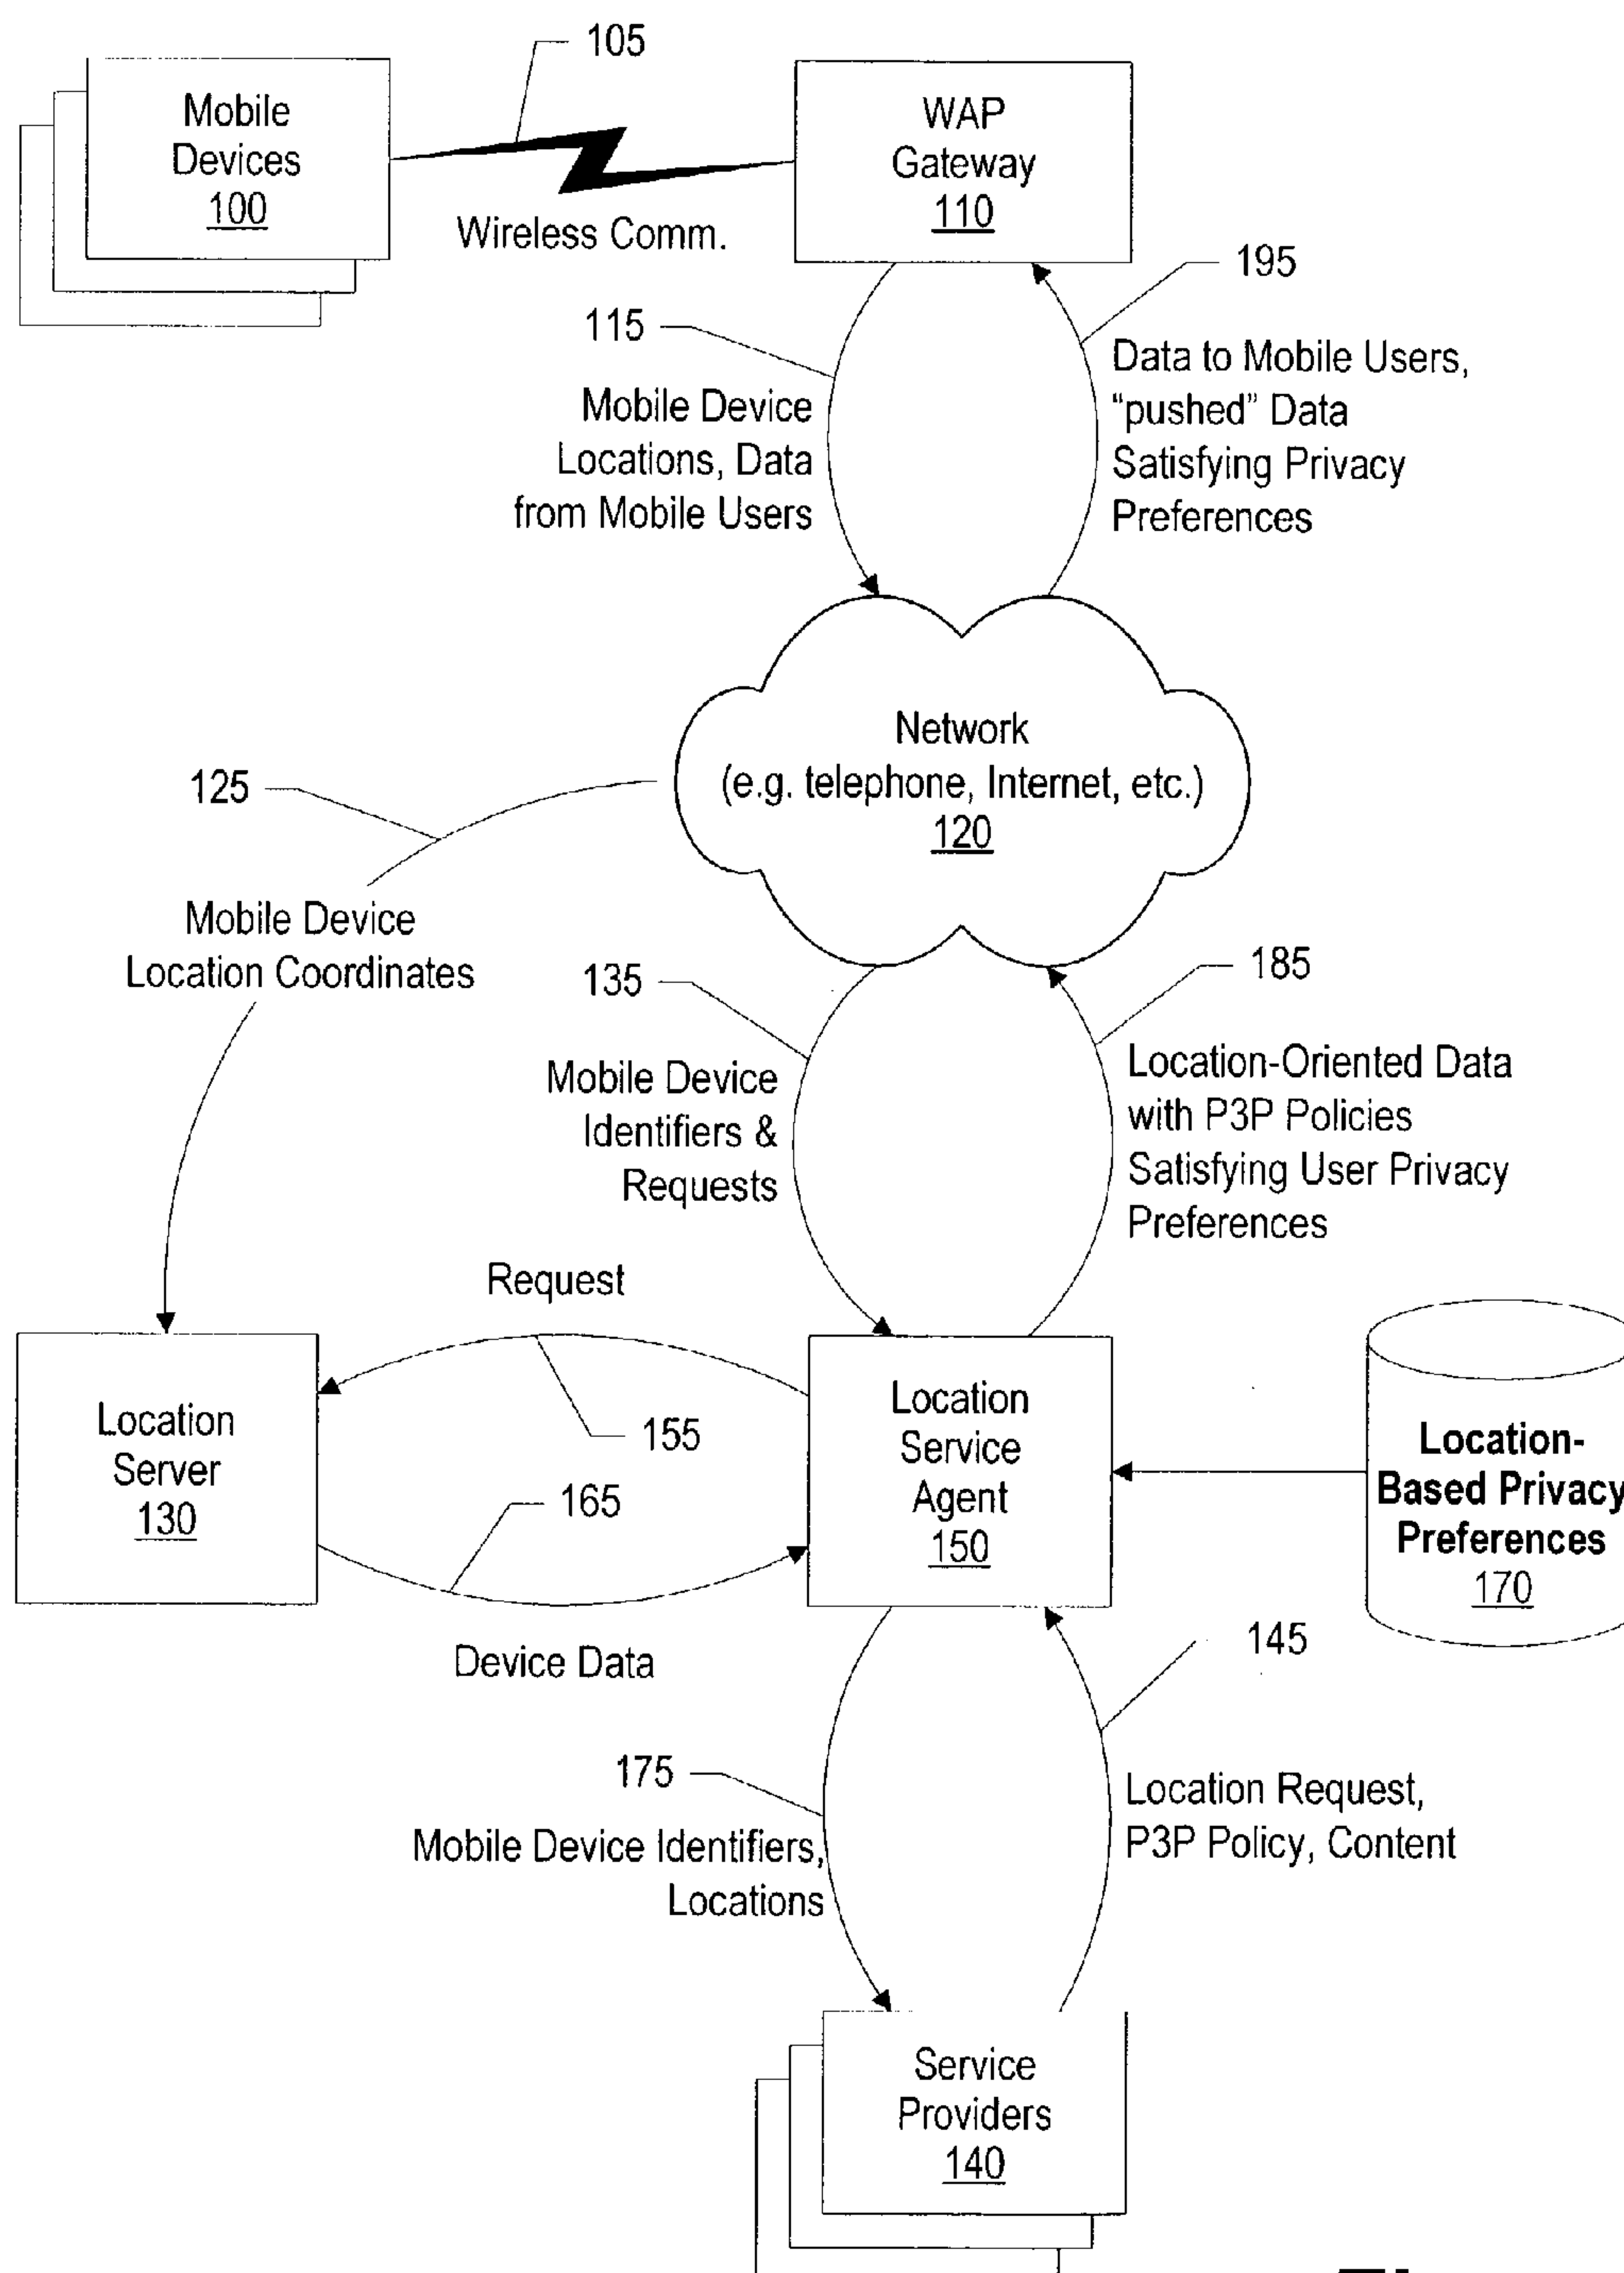 105
Mobile
Devices
100
WAP
Gateway
110
Wireless Comm.
195
115
Data to Mobile Users,
“pushed” Data
Satisfying Privacy
Preferences
Mobile Device
Locations, Data
from Mobile Users
Network
(e.g. telephone, Internet, etc.)
120
125
Mobile Device
Location Coordinates
135
185
Mobile Device
Identifiers &
Requests
Location-Oriented Data
with P3P Policies
Satisfying User Privacy
Preferences
Request
Location
Server
130
155
165
Location
Service
Agent
150
Location-
Based Privacy
Preferences
170
Device Data
145
175
Mobile Device Identifiers,
Locations
Location Request,
P3P Policy, Content
Service
Providers
140